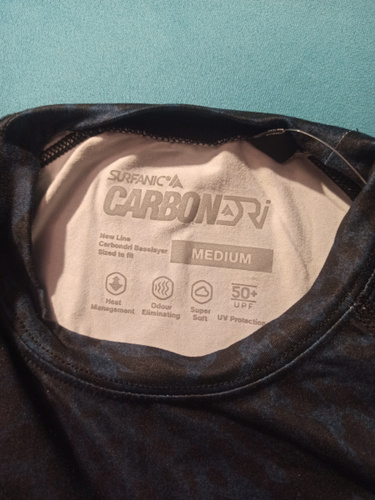 SURFANIC®
CARBONDRi
New Line
Carbondri Baselayer
Sized to fit
MEDIUM
Heat
Management
Odour
Eliminating
Super
Soft
50+
UPF
UV Protection